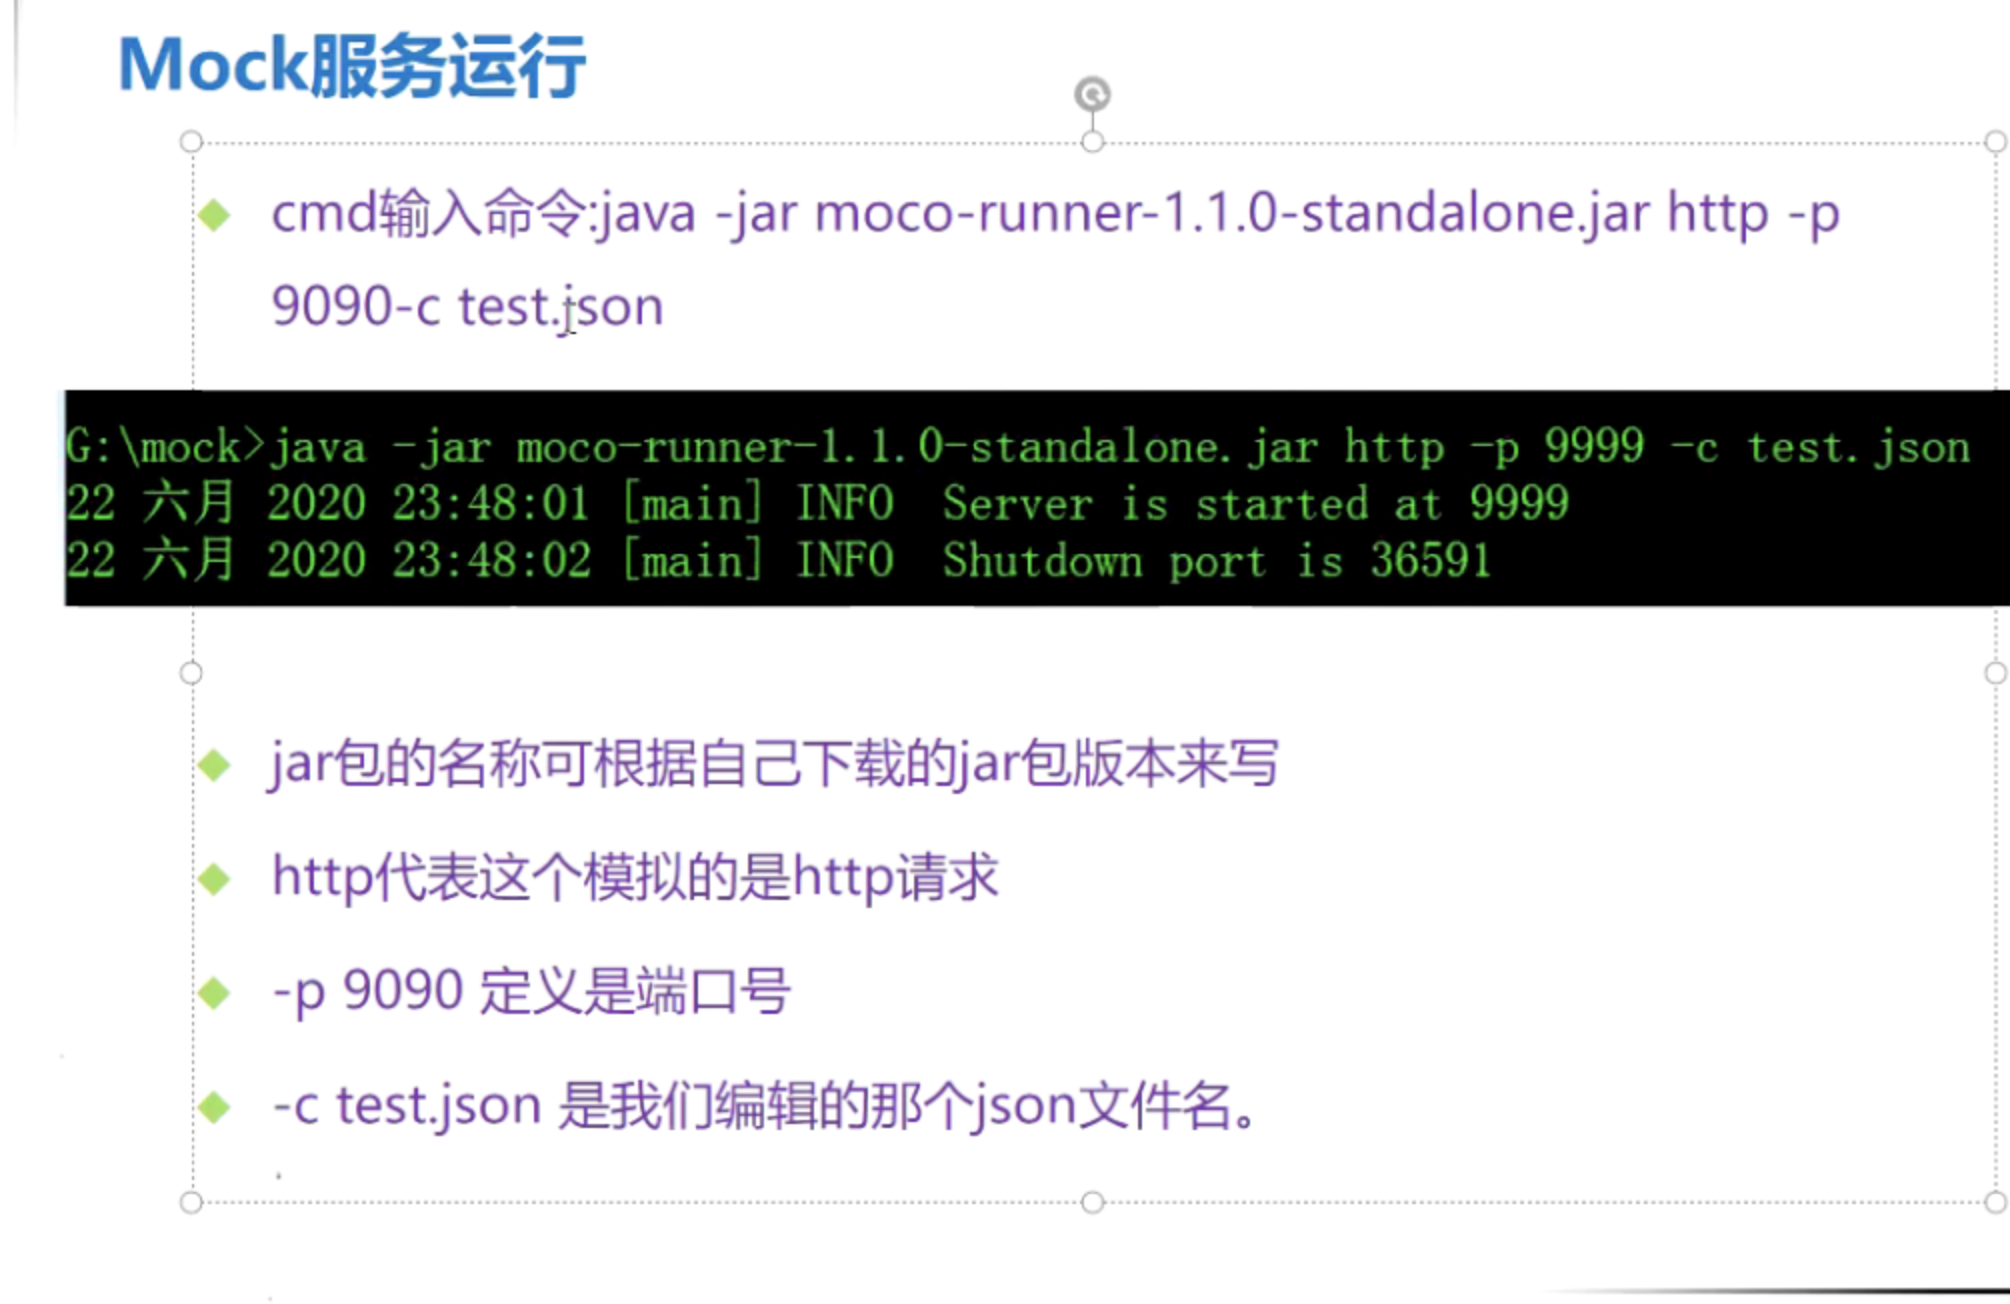 Mock服务运行
cmd输入命令:java -jar moco-runner-1.1.0-standalone.jar http -p
9090-c test.json
G:\mock>java -jar moco-runner-1.1.0-standalone.jar http -p 9999 -c test.json
22 六月 2020 23:48:01 [main] INFO  Server is started at 9999
22 六月 2020 23:48:02 [main] INFO  Shutdown port is 36591
jar包的名称可根据自己下载的jar包版本来写
http代表这个模拟的是http请求
-p 9090 定义是端口号
-c test.json 是我们编辑的那个json文件名。